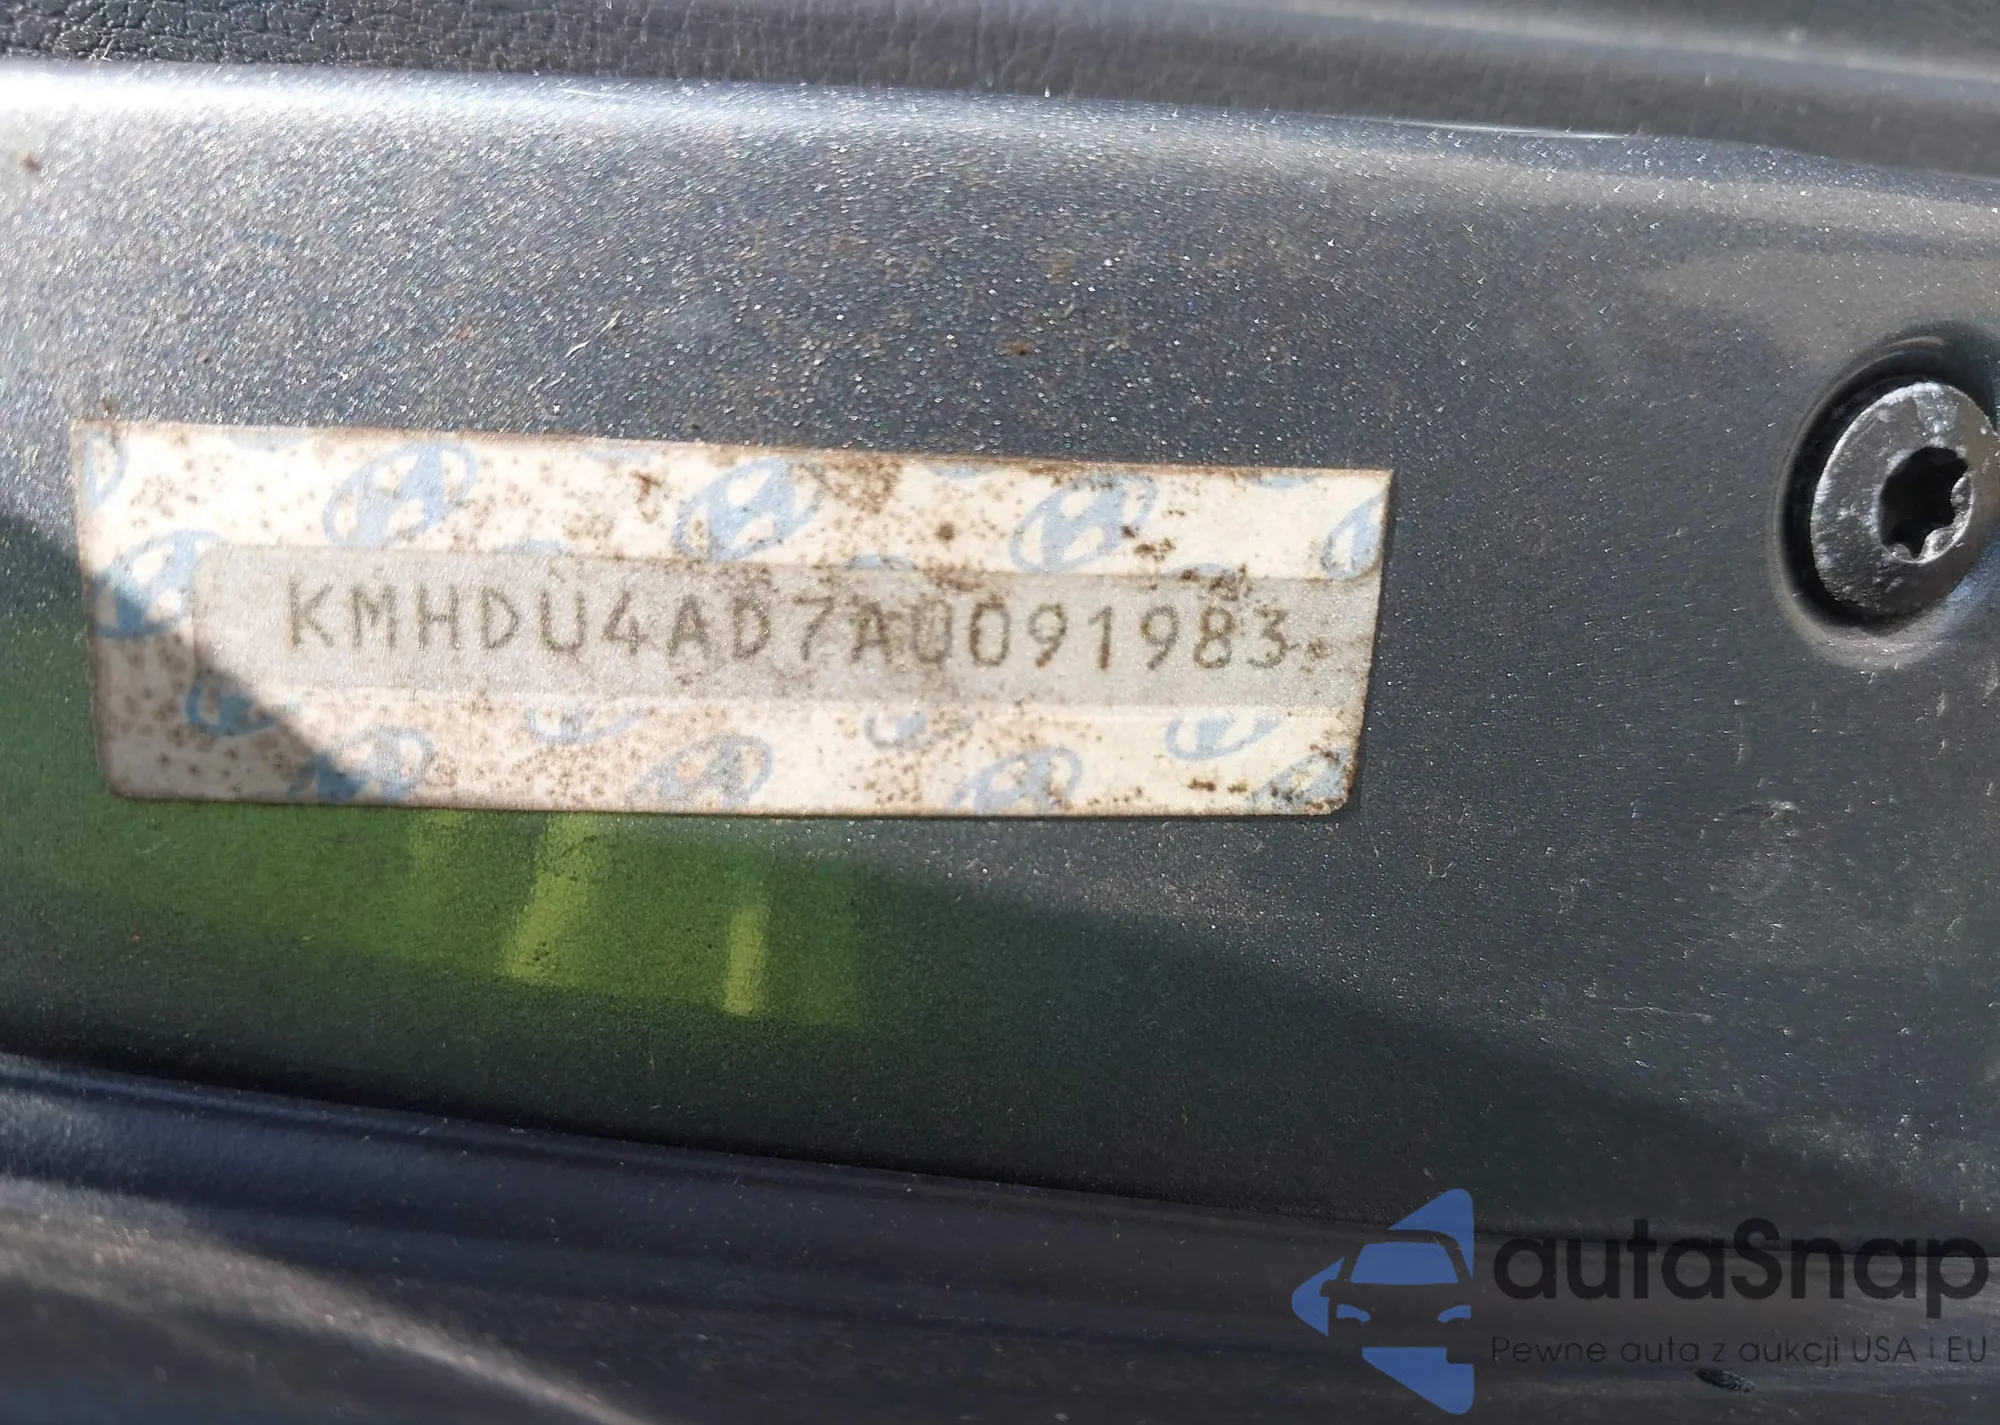 KMHDU4AD7AU091983
autaSnap
Pewne auta z aukcji USA i EU